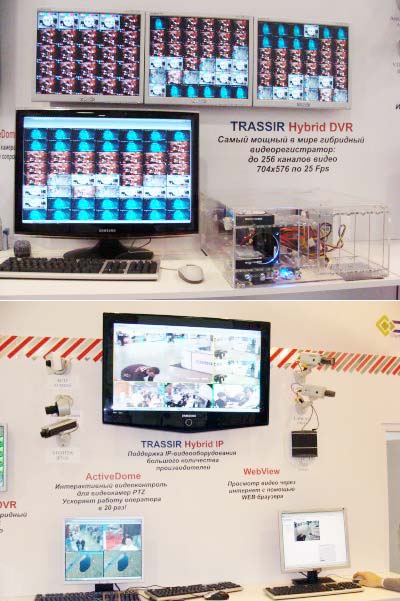 TRASSIR Hybrid DVR
Самый мощный в мире гибридный
видеорегистратор:
до 256 каналов видео
704x576 по 25 Fps
SAMSUNG
SAMSUNG
TRASSIR Hybrid IP
Поддержка IP-видеооборудования
большого количества
производителей
ActiveDome
Интерактивный видеоконтроль
для видеокамер PTZ
Ускоряет работу оператора
в 20 раз!
WebView
Просмотр видео через
интернет с помощью
WEB-браузера
DVR